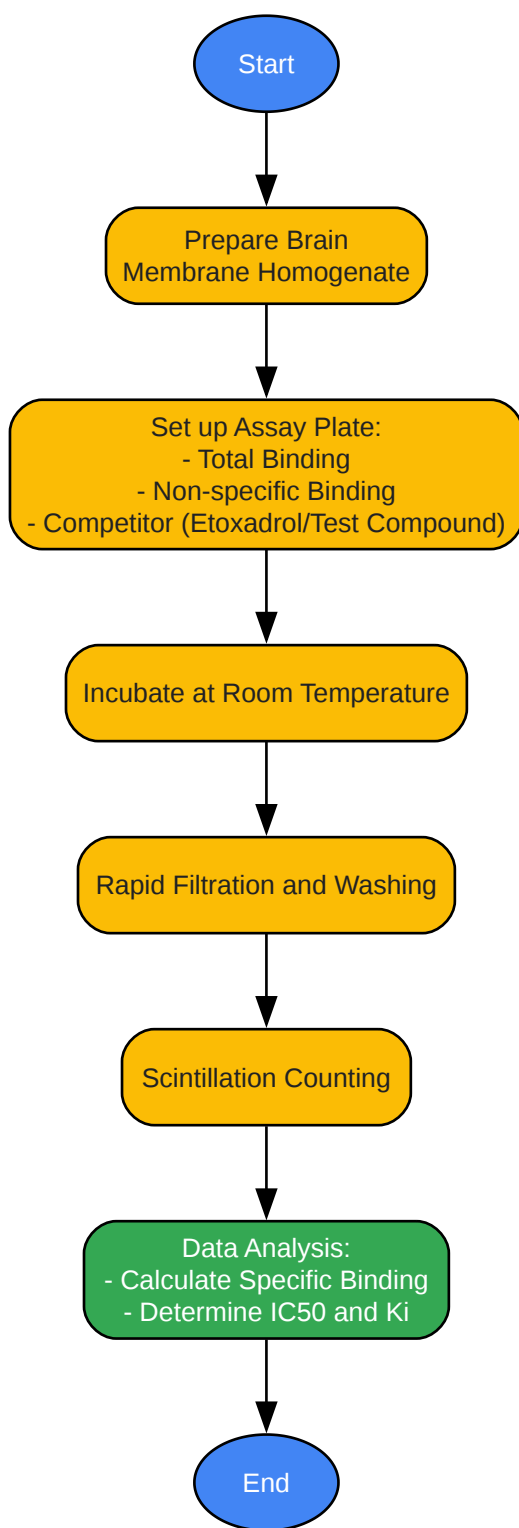 Start
Prepare Brain
Membrane Homogenate
Set up Assay Plate:
- Total Binding
- Non-specific Binding
- Competitor (Etoxadrol/Test Compound)
Incubate at Room Temperature
Rapid Filtration and Washing
Scintillation Counting
Data Analysis:
- Calculate Specific Binding
- Determine IC50 and Ki
End